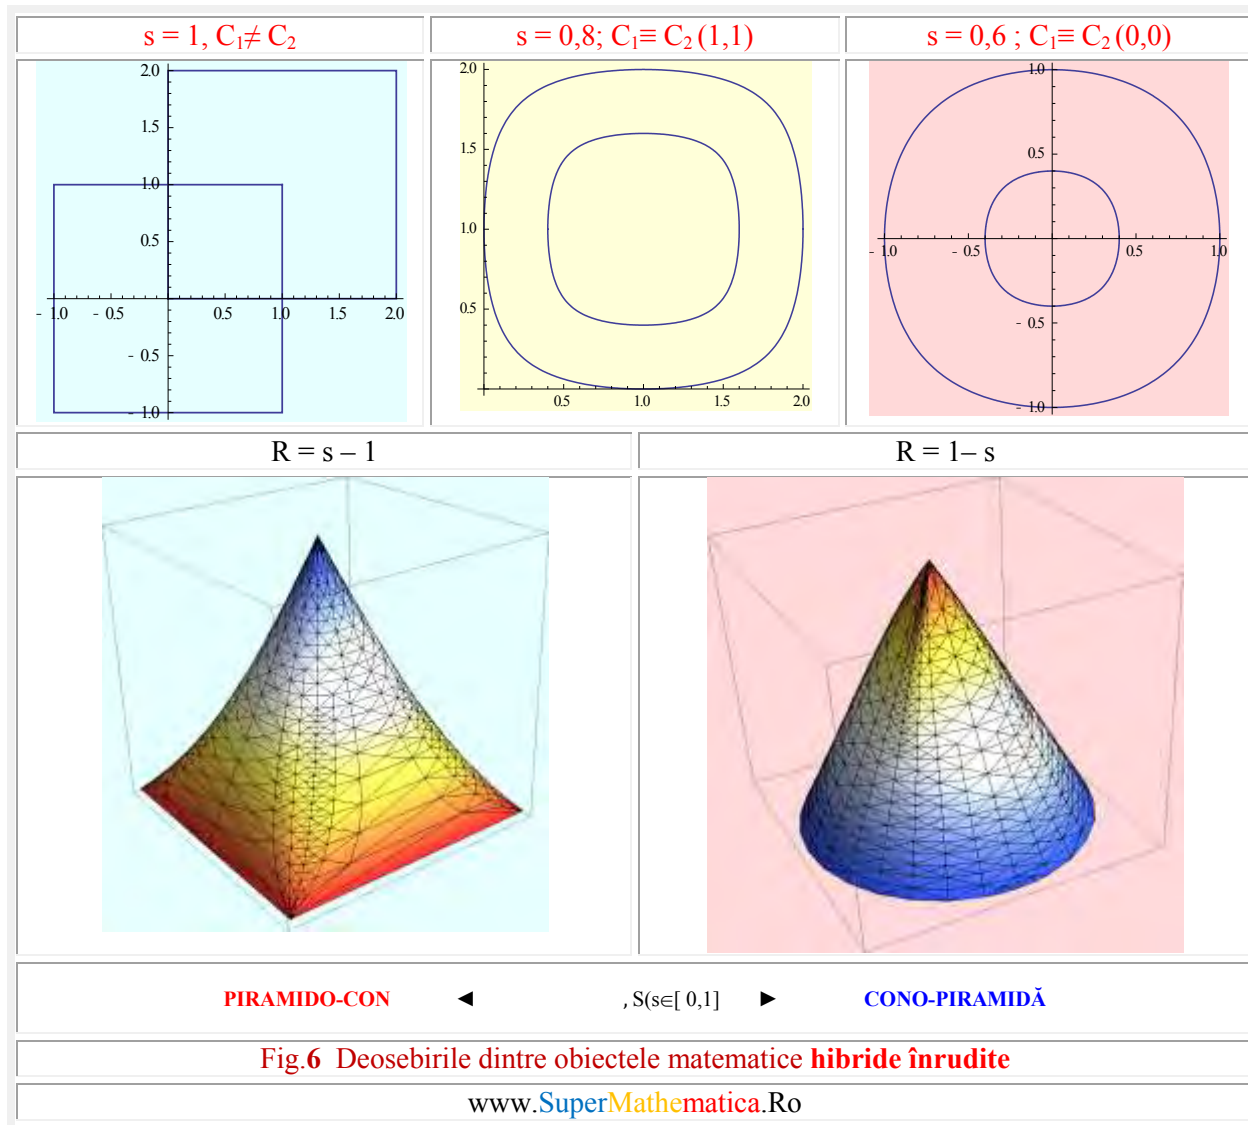 s = 1, C₁≠ C₂
s = 0,8; C₁≡ C₂ (1,1)
s = 0,6 ; C₁≡ C₂ (0,0)
2.0
1.5
1.0
0.5
- 1.0 - 0.5 0.5 1.0 1.5 2.0
- 0.5
- 1.0
2.0
1.5
1.0
0.5
0.5 1.0 1.5 2.0
1.0
0.5
- 1.0 - 0.5 0.5 1.0
- 0.5
- 1.0
R = s – 1
R = 1– s
PIRAMIDO-CON ◄ , S(s∈[ 0,1] ► CONO-PIRAMIDĂ
Fig.6 Deosebirile dintre obiectele matematice hibride înrudite
www.SuperMathematica.Ro